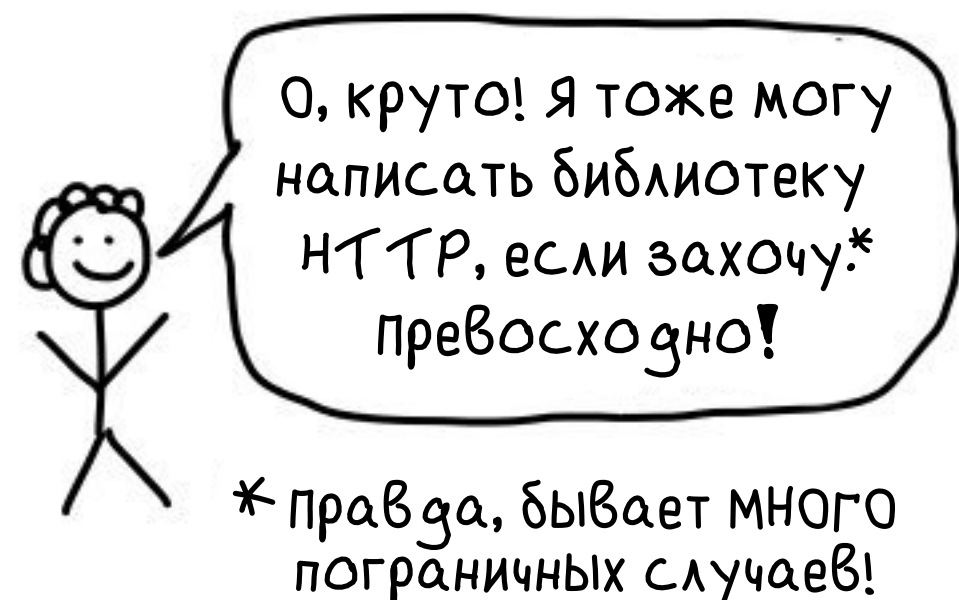 О, круто! Я тоже могу
написать библиотеку
HTTP, если захочу.*
Превосходно!
* Правда, бывает много
пограничных случаев!